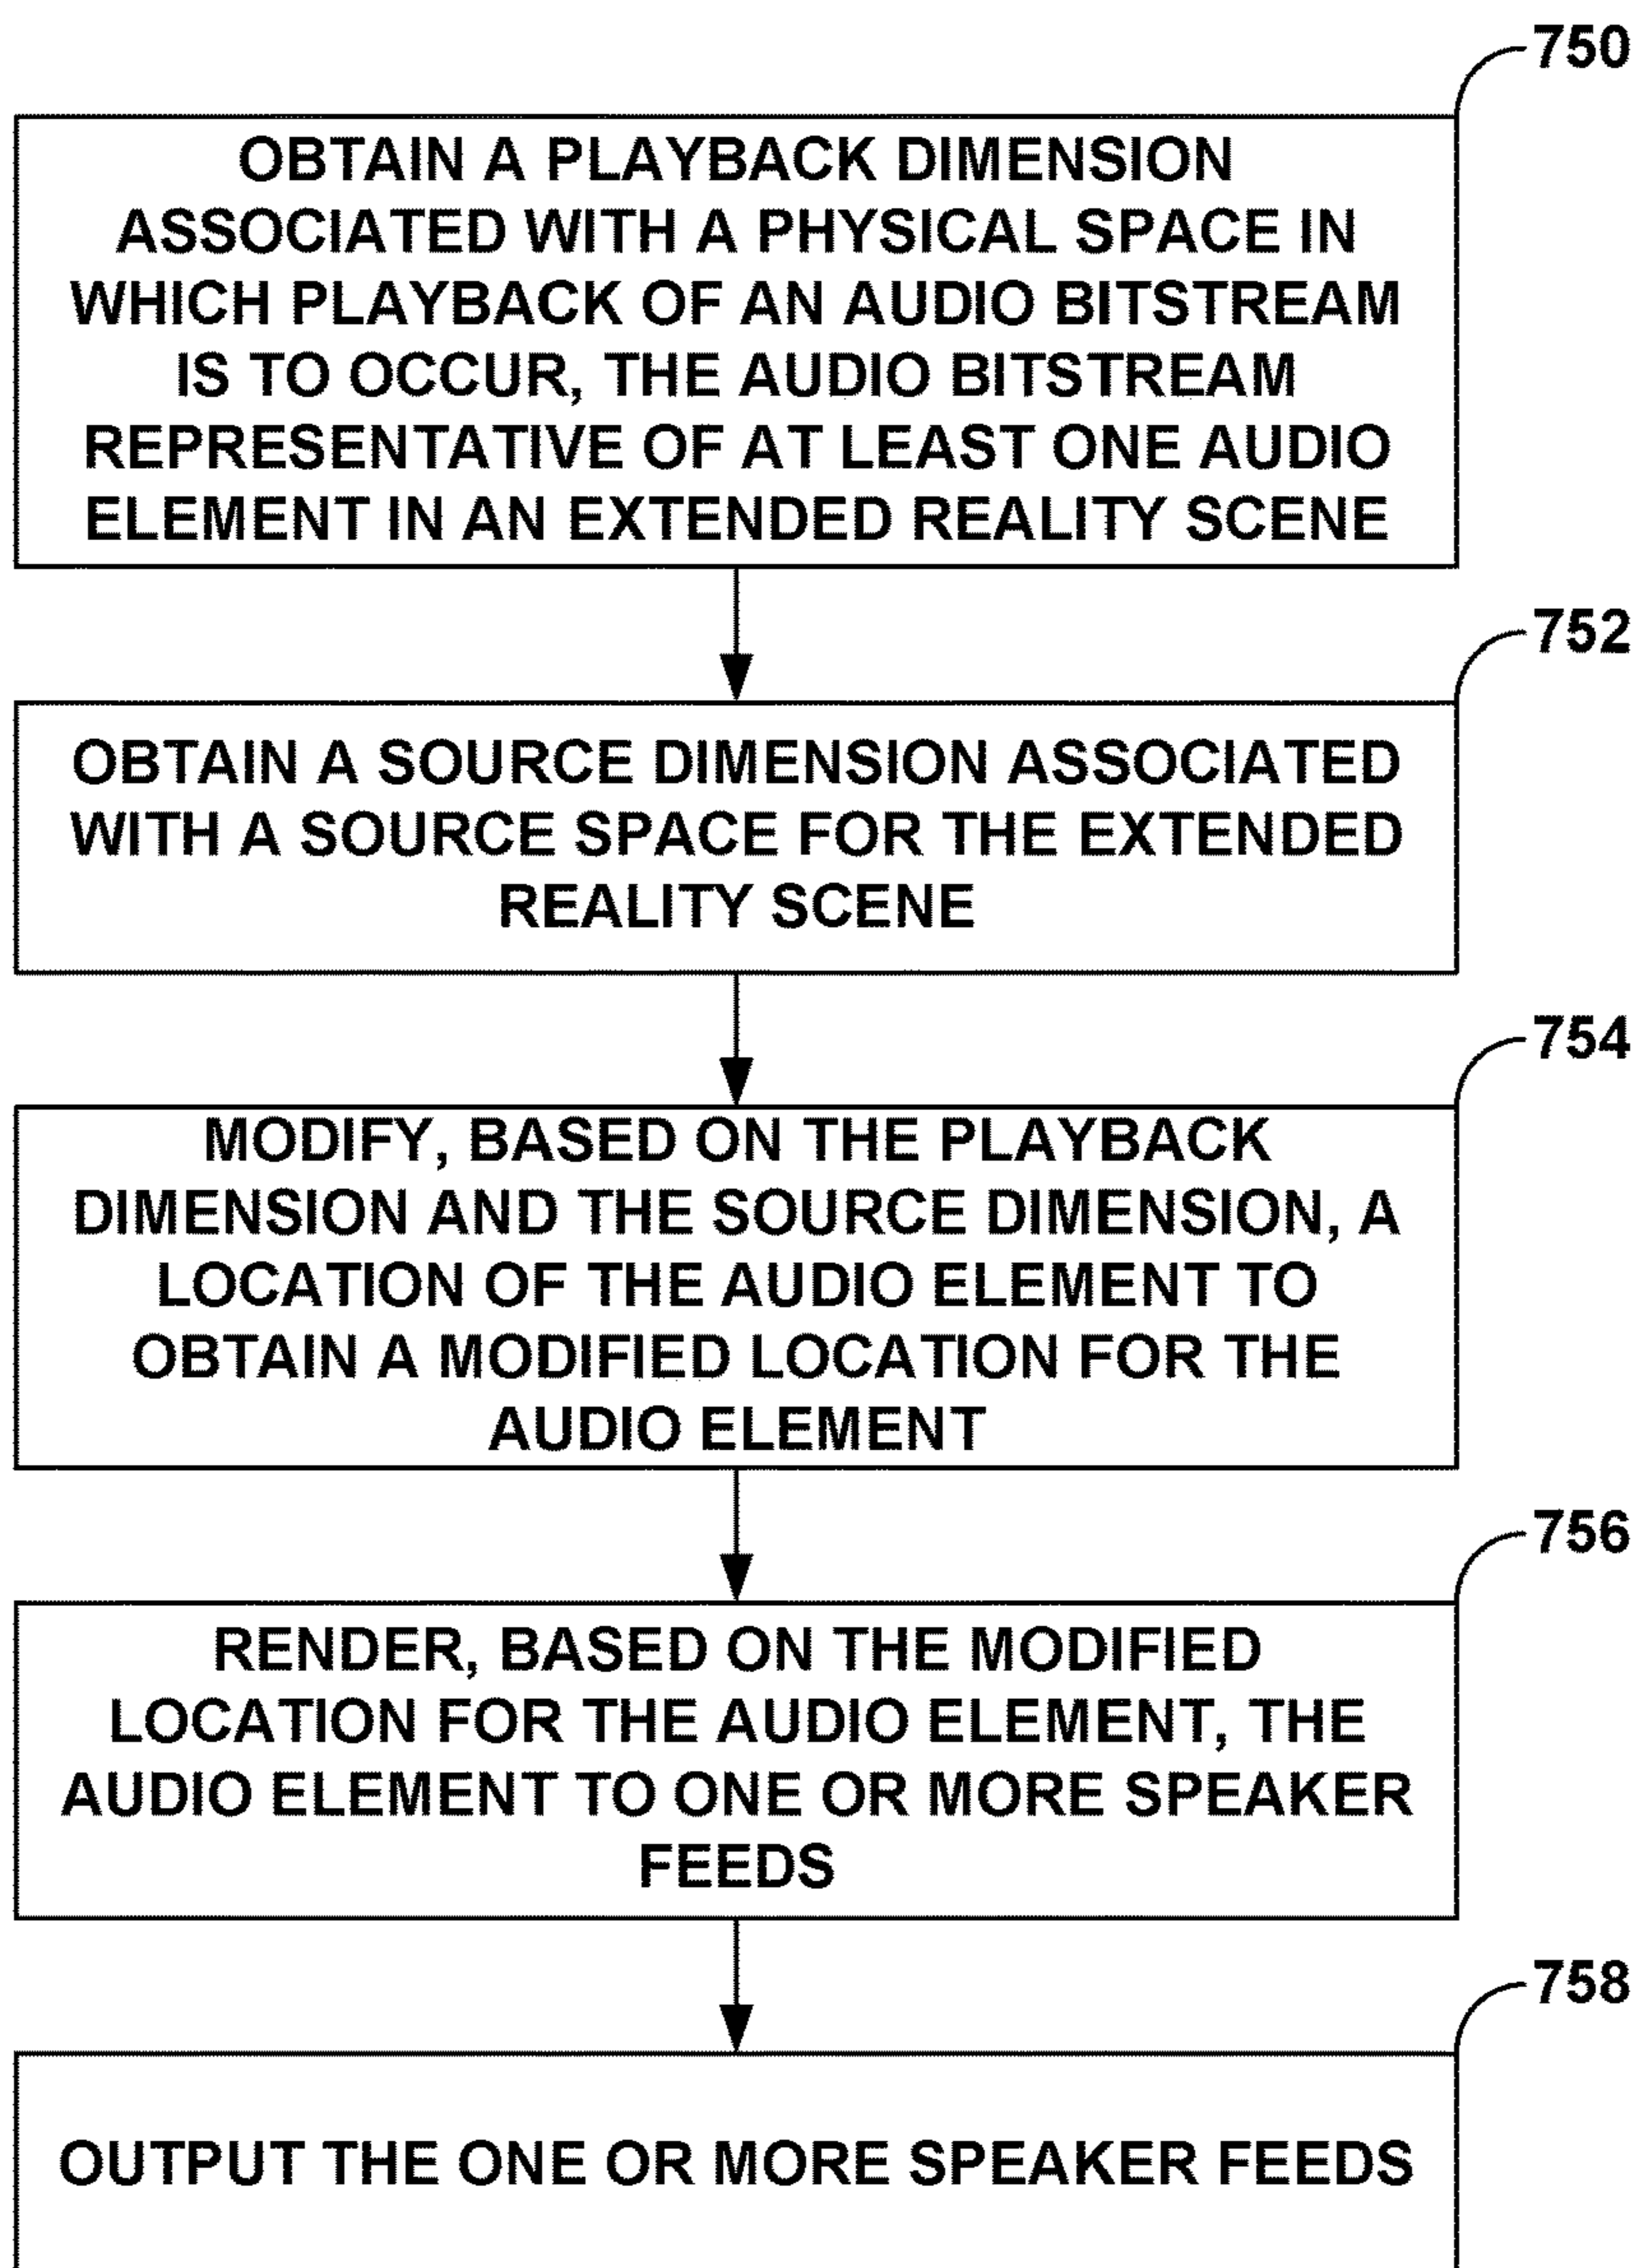 750
OBTAIN A PLAYBACK DIMENSION
ASSOCIATED WITH A PHYSICAL SPACE IN
WHICH PLAYBACK OF AN AUDIO BITSTREAM
IS TO OCCUR, THE AUDIO BITSTREAM
REPRESENTATIVE OF AT LEAST ONE AUDIO
ELEMENT IN AN EXTENDED REALITY SCENE
752
OBTAIN A SOURCE DIMENSION ASSOCIATED
WITH A SOURCE SPACE FOR THE EXTENDED
REALITY SCENE
754
MODIFY, BASED ON THE PLAYBACK
DIMENSION AND THE SOURCE DIMENSION, A
LOCATION OF THE AUDIO ELEMENT TO
OBTAIN A MODIFIED LOCATION FOR THE
AUDIO ELEMENT
756
RENDER, BASED ON THE MODIFIED
LOCATION FOR THE AUDIO ELEMENT, THE
AUDIO ELEMENT TO ONE OR MORE SPEAKER
FEEDS
758
OUTPUT THE ONE OR MORE SPEAKER FEEDS